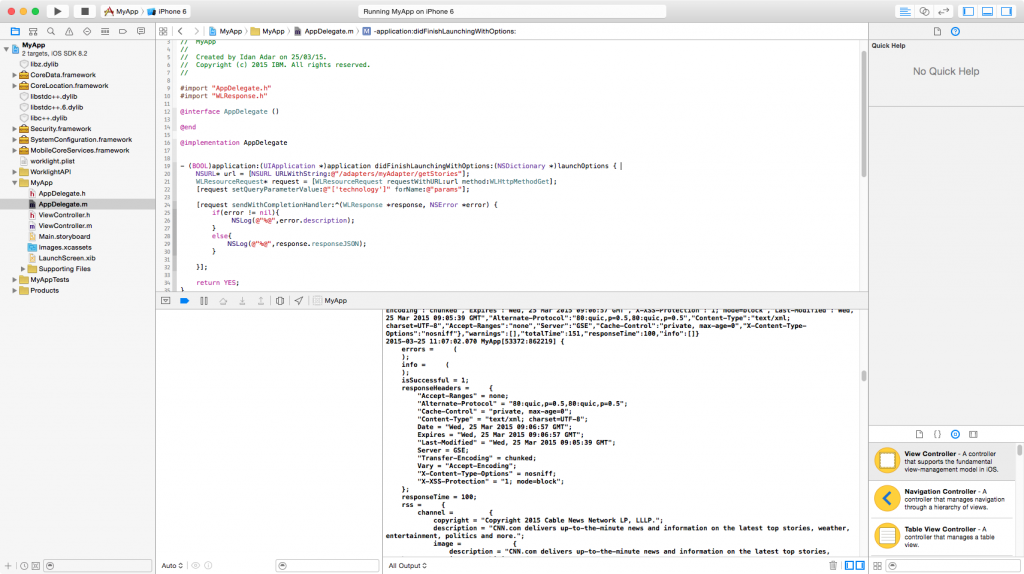 MyApp
iPhone 6
Running MyApp on iPhone 6
MyApp
2 targets, iOS SDK 8.2
libz.dylib
CoreData.framework
CoreLocation.framework
libstdc++.dylib
libstdc++.6.dylib
libc++.dylib
Security.framework
SystemConfiguration.framework
MobileCoreServices.framework
worklight.plist
WorklightAPI
MyApp
AppDelegate.h
AppDelegate.m
ViewController.h
ViewController.m
Main.storyboard
Images.xcassets
LaunchScreen.xib
Supporting Files
MyAppTests
Products
MyApp
MyApp
AppDelegate.m
-application:didFinishLaunchingWithOptions:
// MyApp
//
// Created by Idan Adar on 25/03/15.
// Copyright (c) 2015 IBM. All rights reserved.
//
#import "AppDelegate.h"
#import "WLResponse.h"
@interface AppDelegate ()
@end
@implementation AppDelegate
- (BOOL)application:(UIApplication *)application didFinishLaunchingWithOptions:(NSDictionary *)launchOptions {
NSURL* url = [NSURL URLWithString:@"/adapters/myAdapter/getStories"];
WLResourceRequest* request = [WLResourceRequest requestWithURL:url method:WLHttpMethodGet];
[request setQueryParameterValue:@"['technology']" forName:@"params"];
[request sendWithCompletionHandler:^(WLResponse *response, NSError *error) {
if(error != nil){
NSLog(@"%@",error.description);
}
else{
NSLog(@"%@",response.responseJSON);
}
}];
return YES;
}
MyApp
Encoding":"chunked","Expires":"Wed, 25 Mar 2015 09:06:57 GMT","X-XSS-Protection":"1; mode=block","Last-Modified":"Wed,
25 Mar 2015 09:05:39 GMT","Alternate-Protocol":"80:quic,p=0.5,80:quic,p=0.5","Content-Type":"text/xml;
charset=UTF-8","Accept-Ranges":"none","Server":"GSE","Cache-Control":"private, max-age=0","X-Content-Type-
Options":"nosniff"},"warnings":[],"totalTime":151,"responseTime":100,"info":[]}
2015-03-25 11:07:02.070 MyApp[53372:862219] {
errors = (
);
info = (
);
isSuccessful = 1;
responseHeaders = {
"Accept-Ranges" = none;
"Alternate-Protocol" = "80:quic,p=0.5,80:quic,p=0.5";
"Cache-Control" = "private, max-age=0";
"Content-Type" = "text/xml; charset=UTF-8";
Date = "Wed, 25 Mar 2015 09:06:57 GMT";
Expires = "Wed, 25 Mar 2015 09:06:57 GMT";
"Last-Modified" = "Wed, 25 Mar 2015 09:05:39 GMT";
Server = GSE;
"Transfer-Encoding" = chunked;
Vary = "Accept-Encoding";
"X-Content-Type-Options" = nosniff;
"X-XSS-Protection" = "1; mode=block";
};
responseTime = 100;
rss = {
channel = {
copyright = "Copyright 2015 Cable News Network LP, LLLP.";
description = "CNN.com delivers up-to-the-minute news and information on the latest top stories, weather,
entertainment, politics and more.";
image = {
description = "CNN.com delivers up-to-the-minute news and information on the latest top stories,
Auto
All Output
Quick Help
No Quick Help
View Controller - A controller
that supports the fundamental
view-management model in iOS.
Navigation Controller - A
controller that manages navigation
through a hierarchy of views.
Table View Controller - A
controller that manages a table
view.